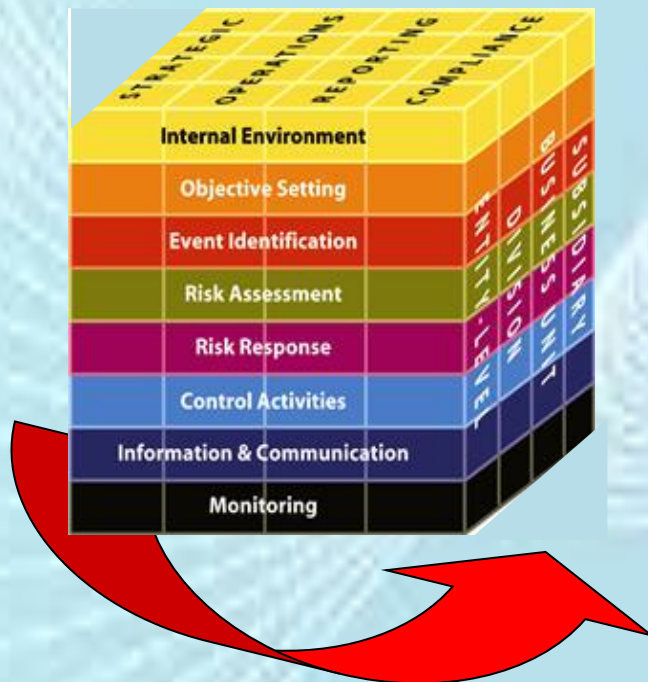 STRATEGIC
OPERATIONS
REPORTING
COMPLIANCE
Internal Environment
Objective Setting
Event Identification
Risk Assessment
Risk Response
Control Activities
Information & Communication
Monitoring
ENTITY-LEVEL
DIVISION
BUSINESS UNIT
SUBSIDIARY